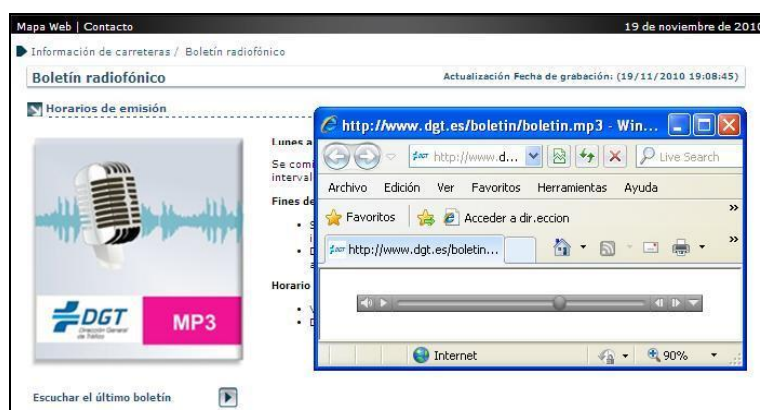 Mapa Web | Contacto
19 de noviembre de 2010
Información de carreteras / Boletín radiofónico
Boletín radiofónico
Actualización Fecha de grabación: (19/11/2010 19:08:45)
Horarios de emisión
Lunes a
Se comi
interval
Fines de
Horario
DGT
Dirección General
de Tráfico
MP3
Escuchar el último boletín
http://www.dgt.es/boletin/boletin.mp3 - Win...
http://www.d...
Live Search
Archivo Edición Ver Favoritos Herramientas Ayuda
Favoritos Acceder a dir.eccion
http://www.dgt.es/boletin...
Internet
90%